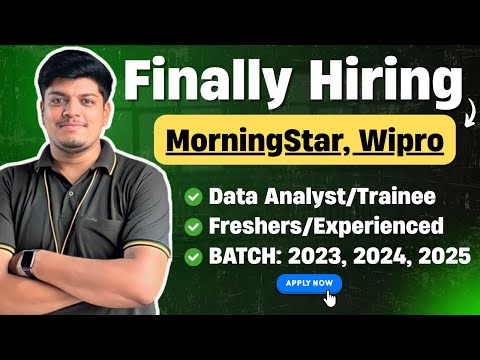 Finally Hiring
MorningStar, Wipro
Data Analyst/Trainee
Freshers/Experienced
BATCH: 2023, 2024, 2025
APPLY NOW